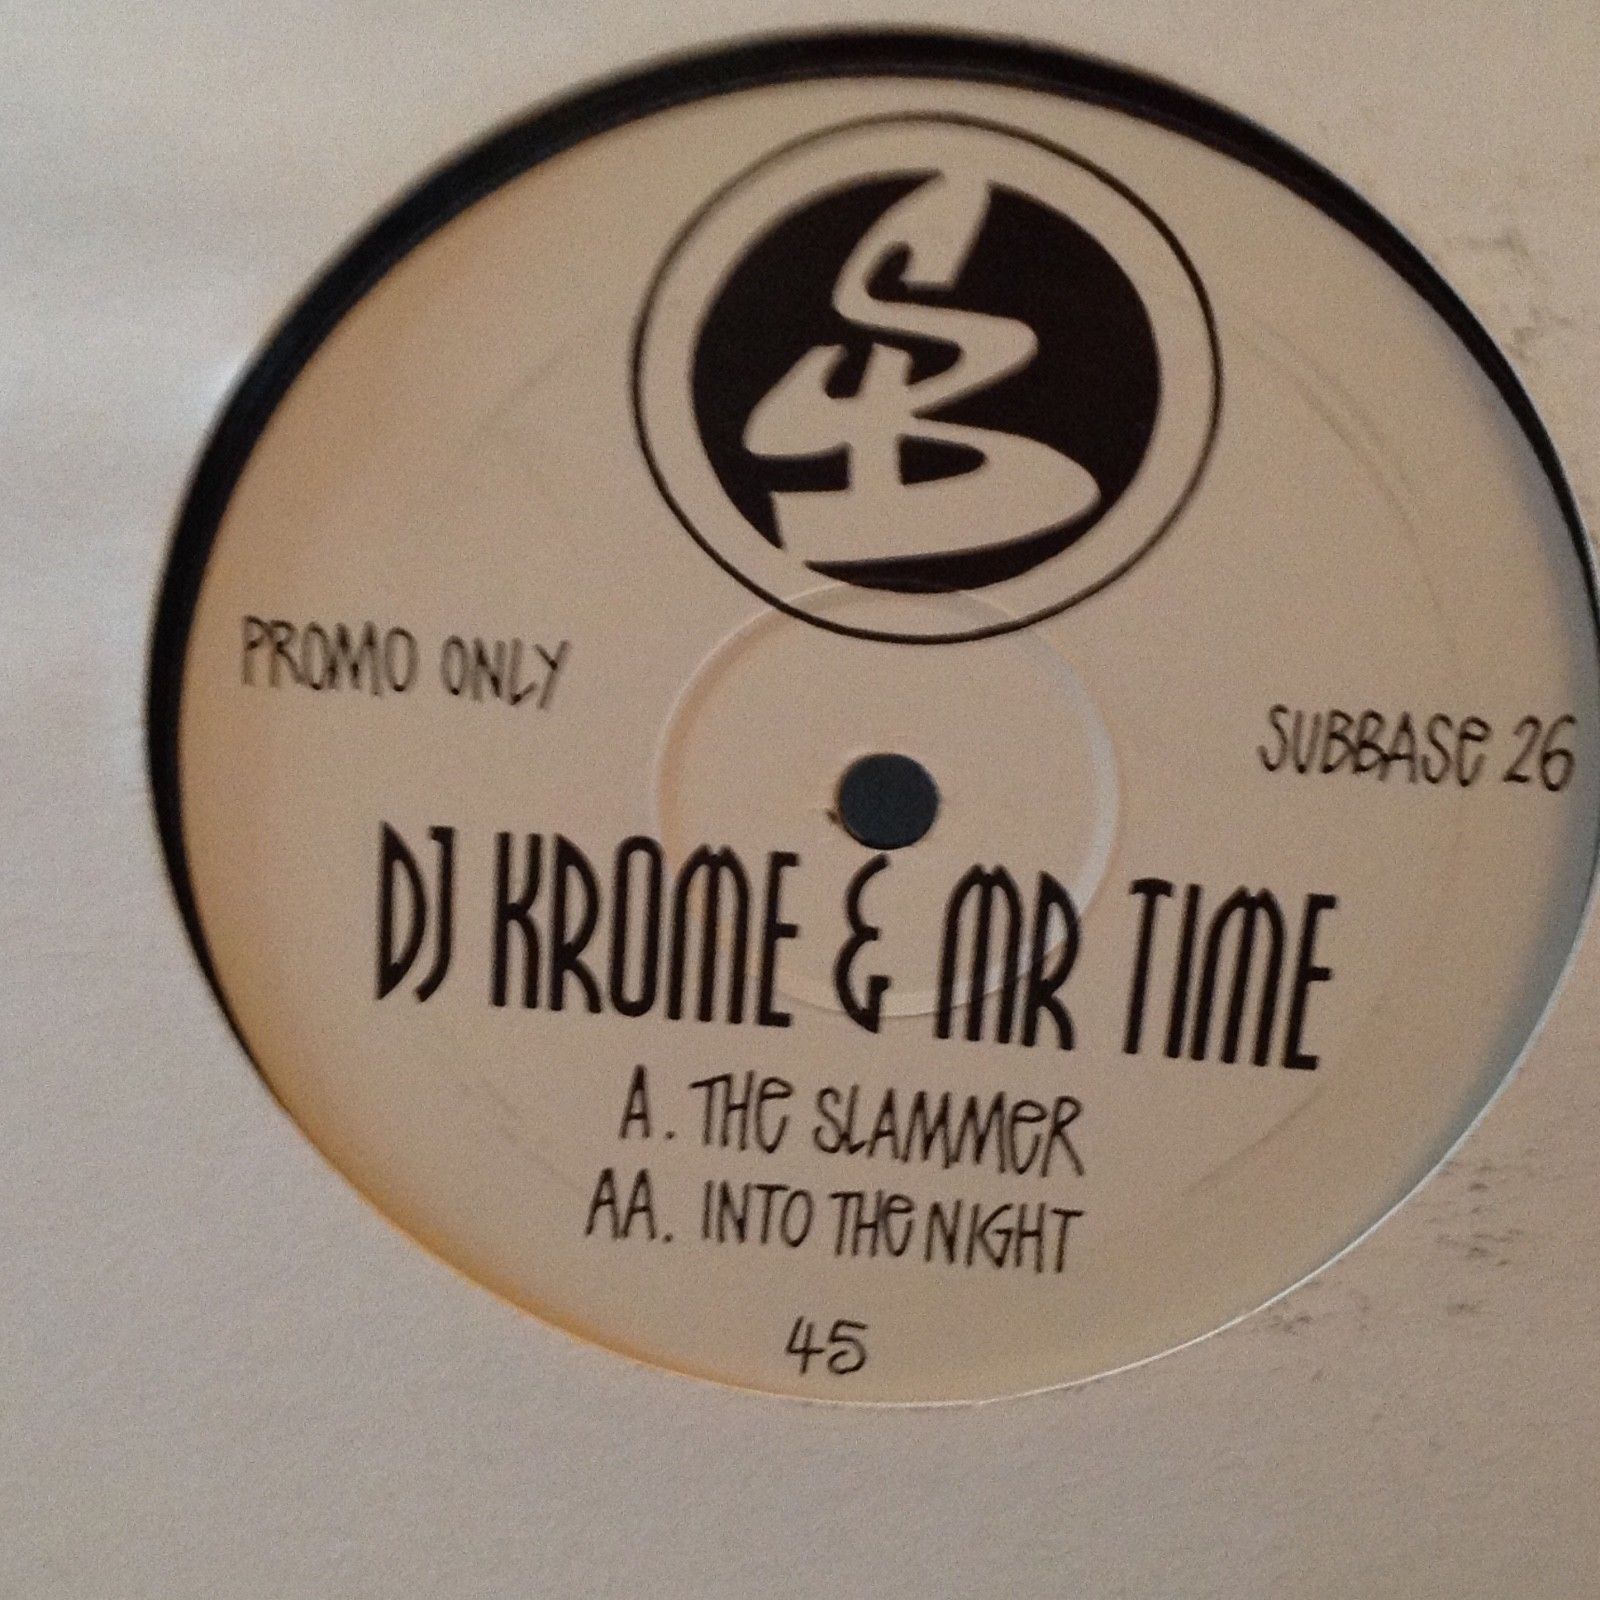 PROMO ONLY
SUBBASE 26
DJ KROME & MR TIME
A. THE SLAMMER
AA. INTO THE NIGHT
45